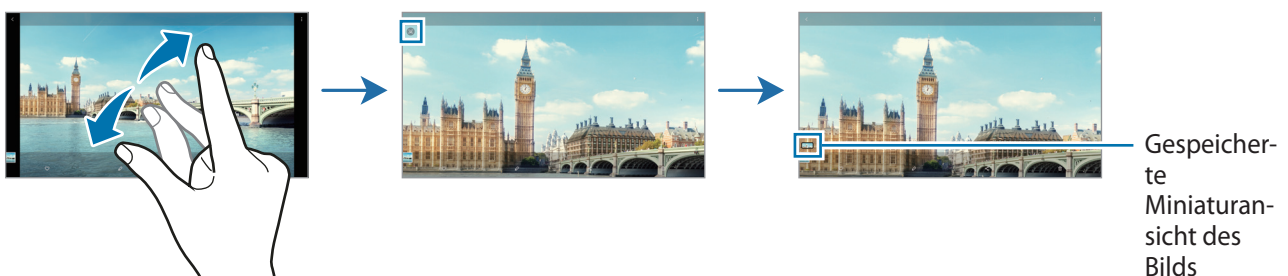 Gespeicher-
te
Miniaturan-
sicht des
Bilds